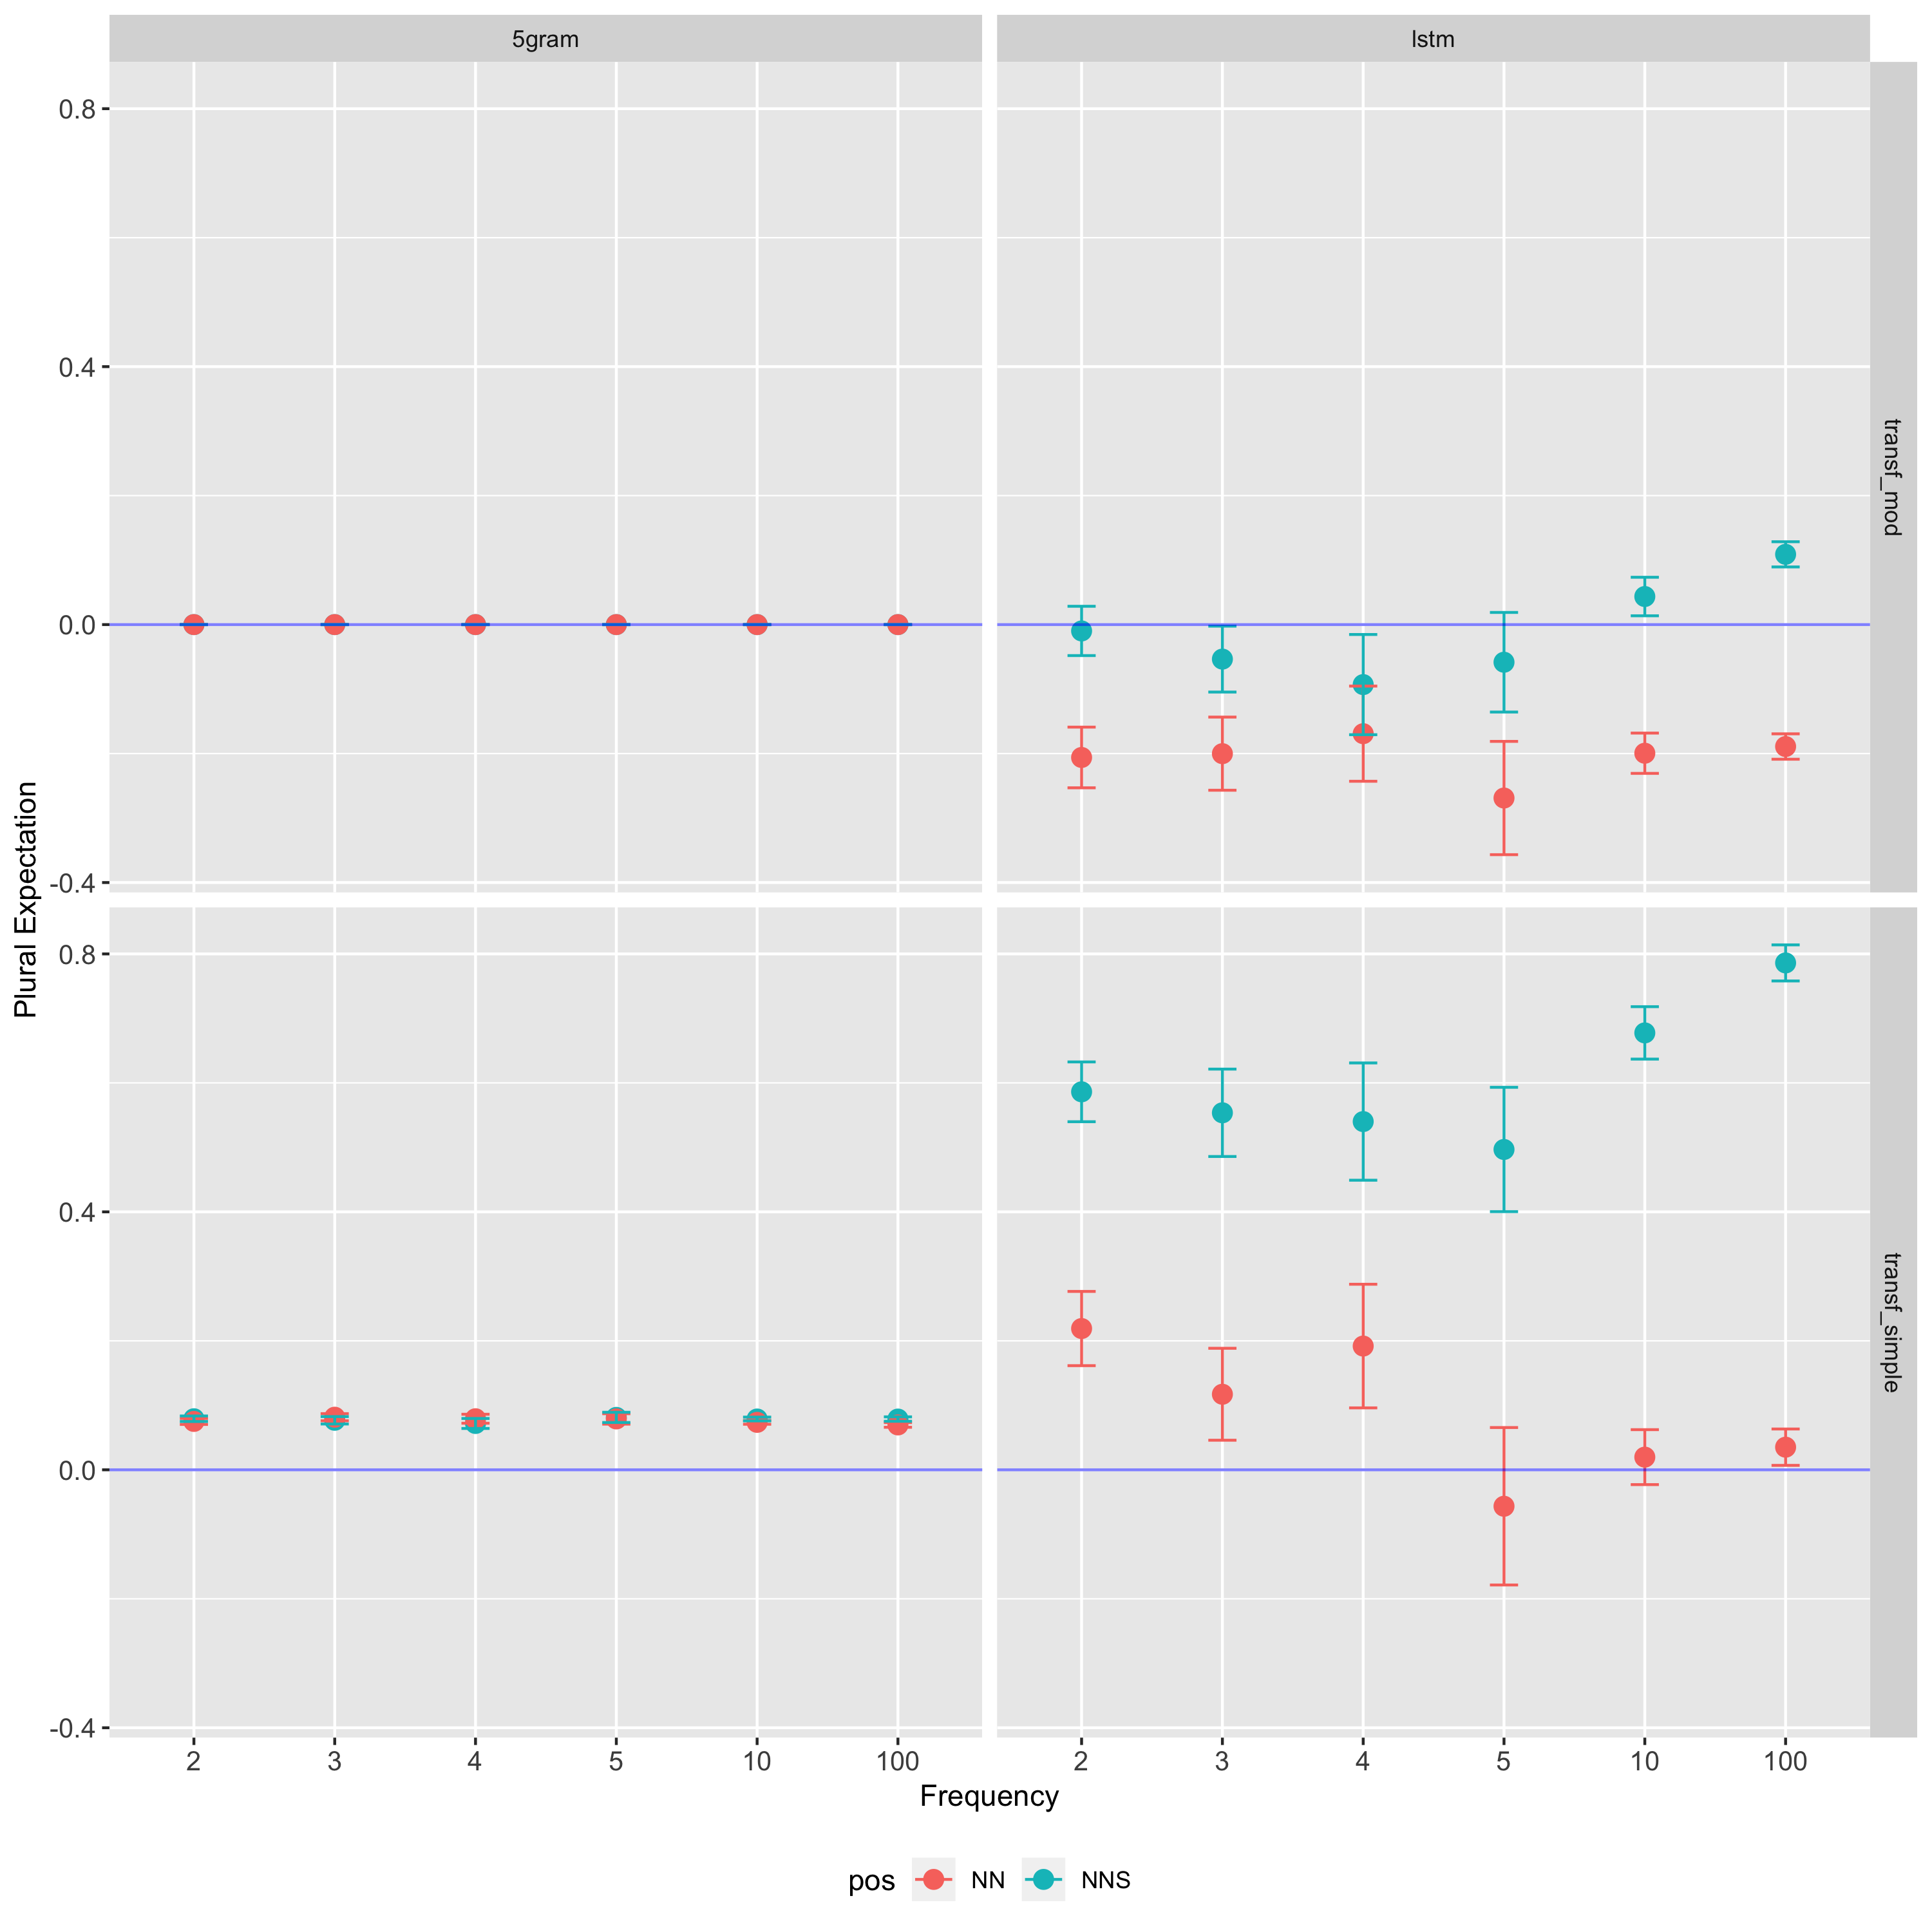 5gram
lstm
0.8
0.4
0.0
-0.4
transf_mod
0.8
0.4
0.0
-0.4
transf_simple
Plural Expectation
2 3 4 5 10 100
2 3 4 5 10 100
Frequency
pos NN NNS